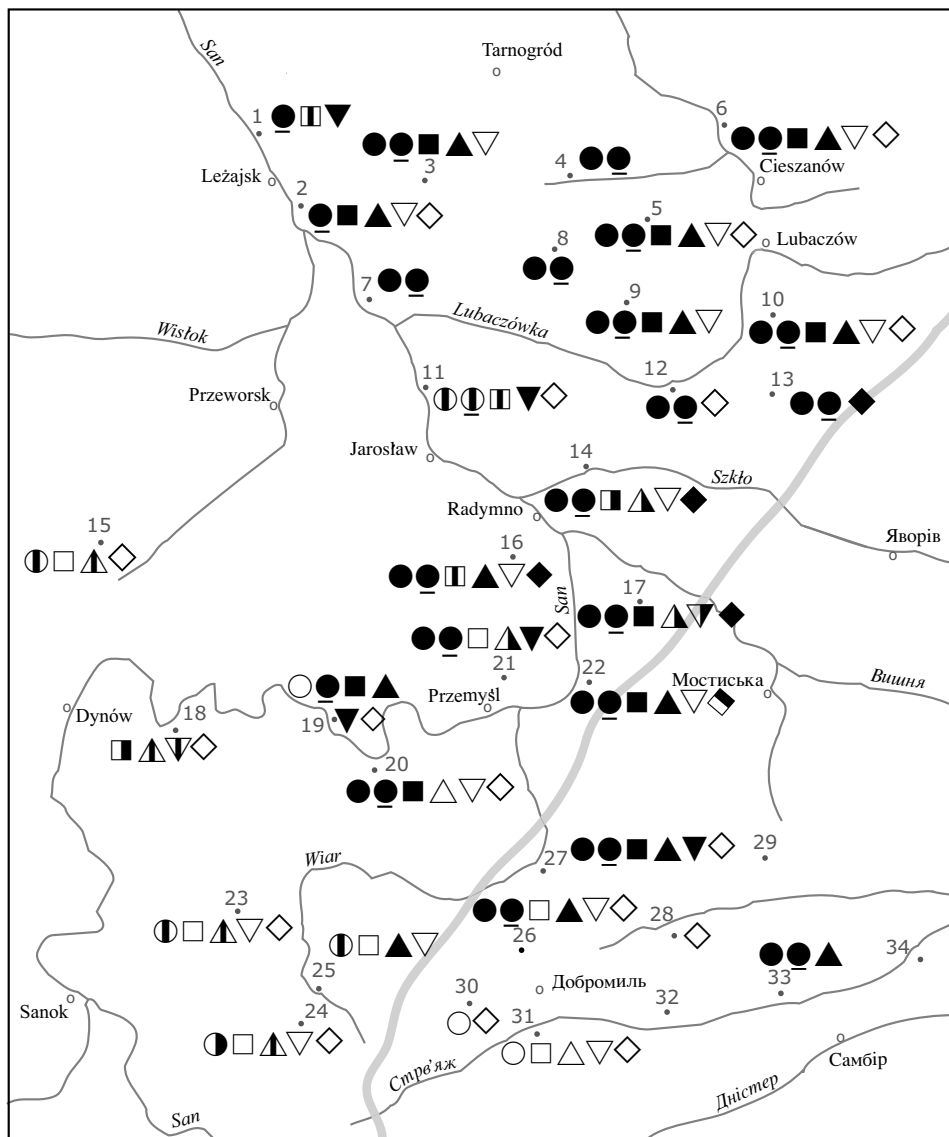 San
Tarnogród
1
6
3
4
Cieszanów
Leżajsk
2
5
8
Lubaczów
7
9
10
Lubaczówka
Wisłok
11
12
13
Przeworsk
Jarosław
14
Szkło
Radymno
15
16
Яворів
San
17
21
22
Мостиська
Вишня
Przemyśl
Dynów
18
19
20
Wiar
27
29
23
28
26
34
25
Добромиль
33
Sanok
30
32
24
31
Самбір
Стрв'яж
Дністер
San